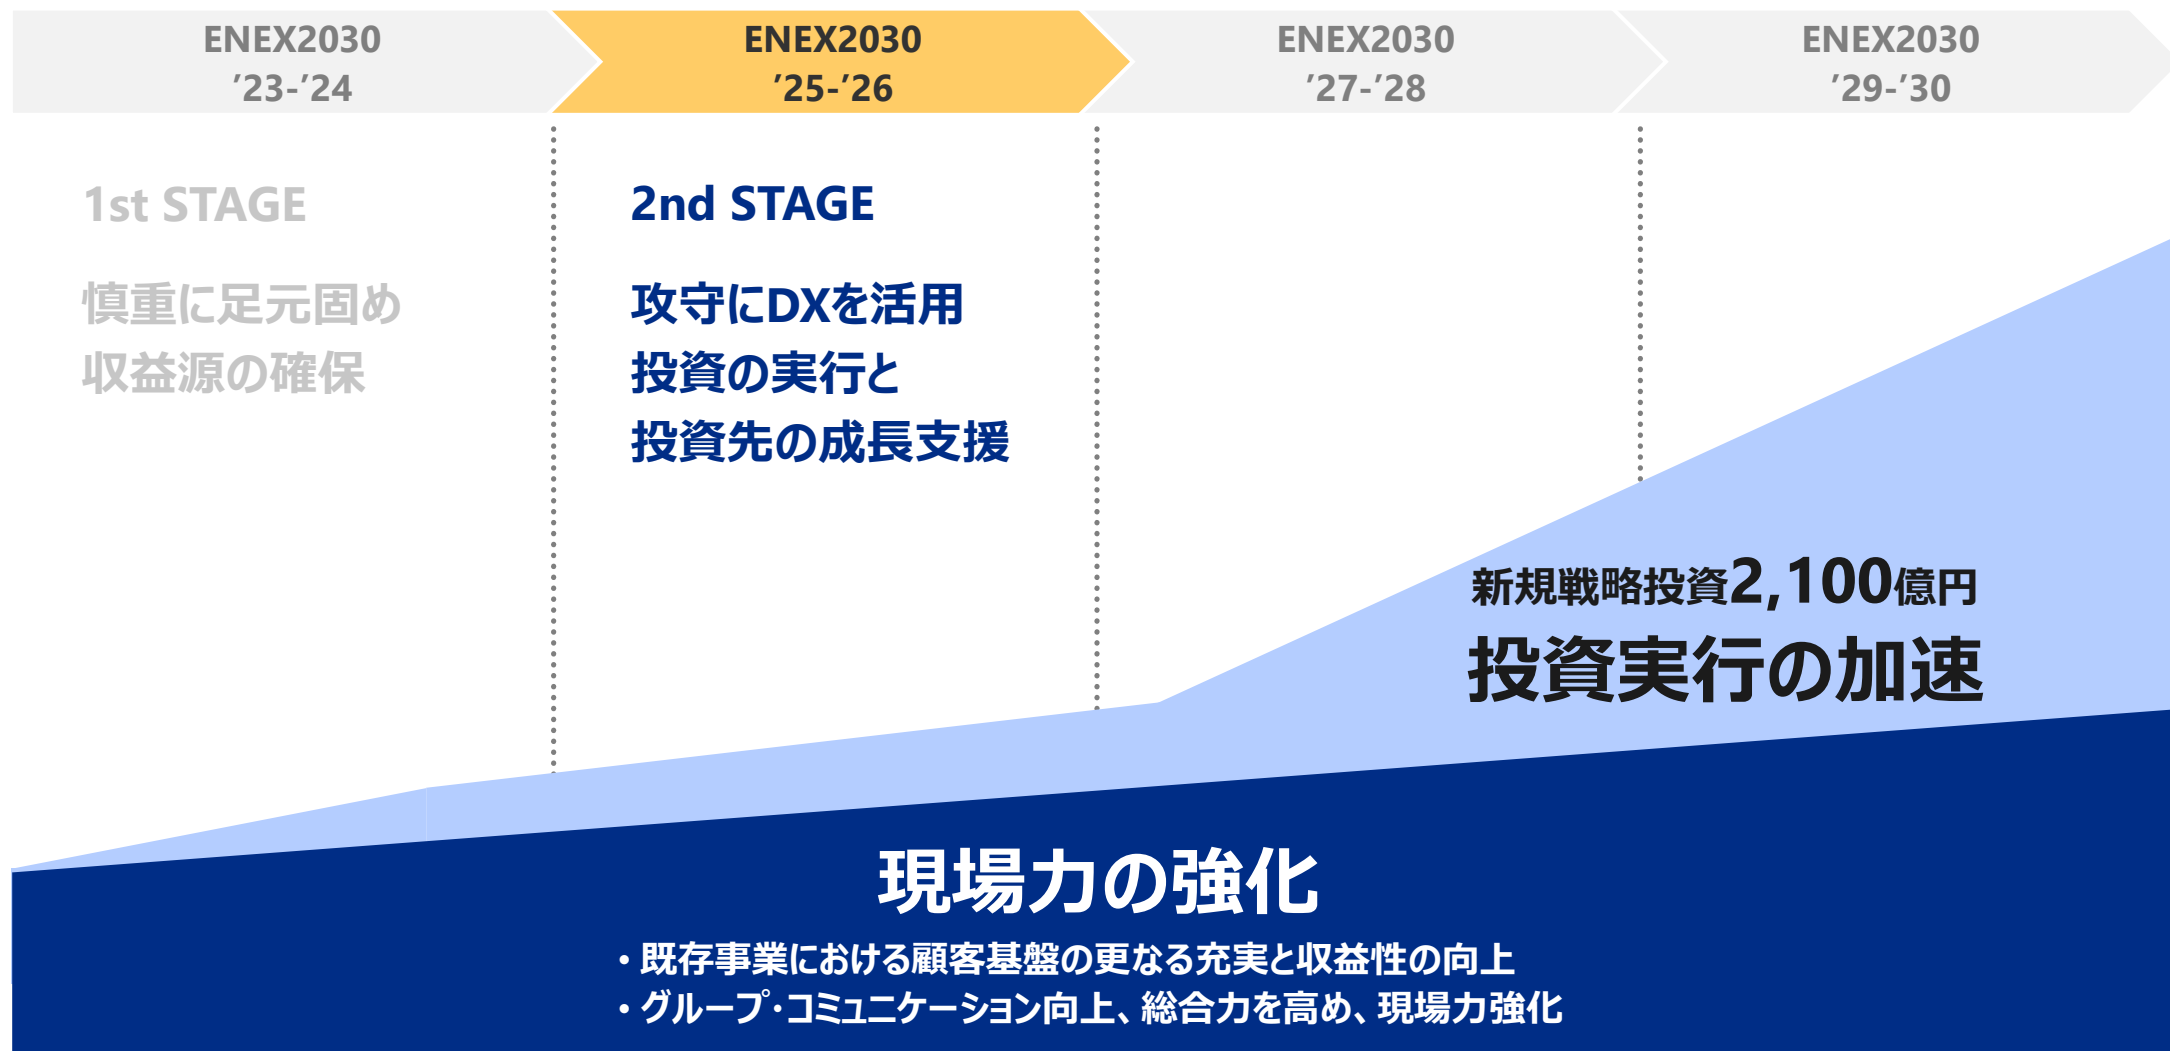 ENEX2030
’23-’24
ENEX2030
’25-’26
ENEX2030
’27-’28
ENEX2030
’29-’30
1st STAGE
慎重に足元固め
収益源の確保
2nd STAGE
攻守にDXを活用
投資の実行と
投資先の成長支援
新規戦略投資2,100億円
投資実行の加速
現場力の強化
・既存事業における顧客基盤の更なる充実と収益性の向上
・グループ・コミュニケーション向上、総合力を高め、現場力強化